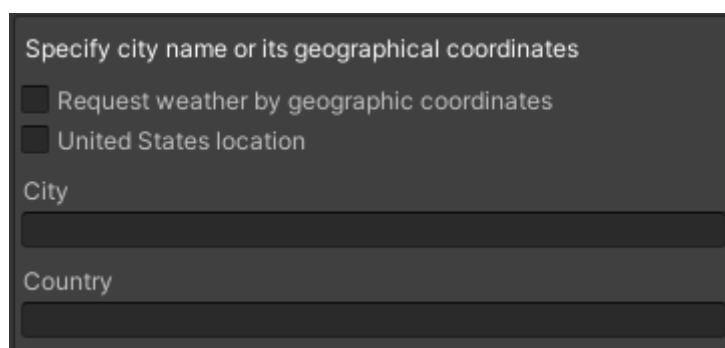 Specify city name or its geographical coordinates
Request weather by geographic coordinates
United States location
City
Country